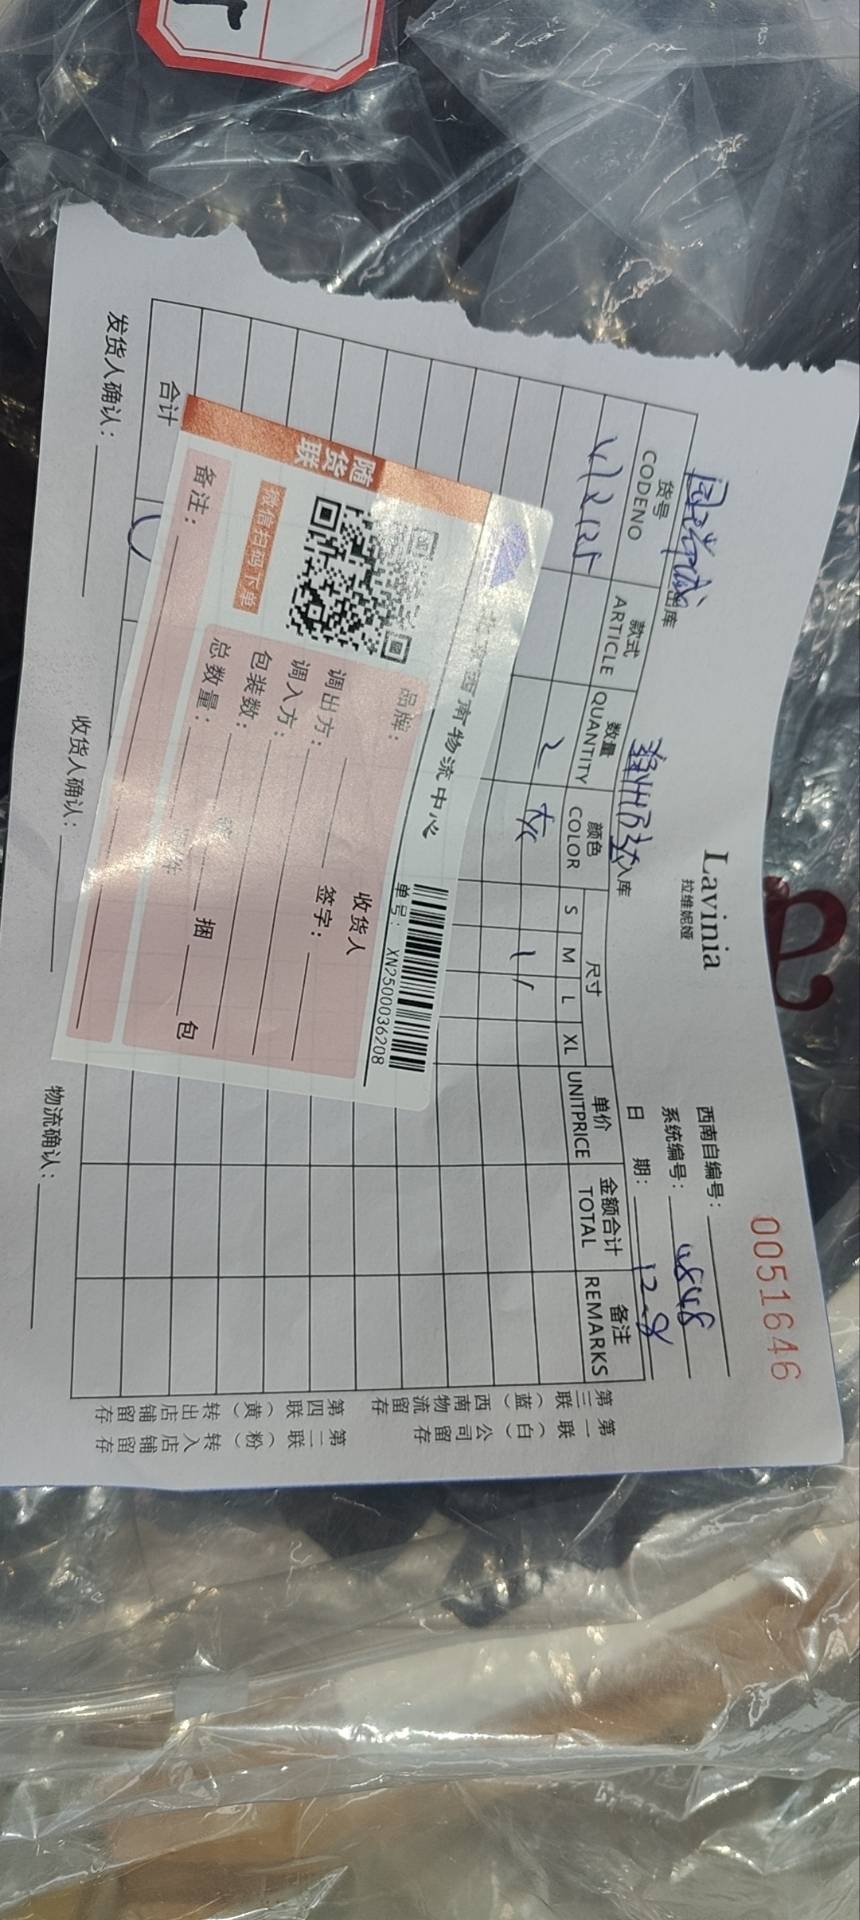 Lavinia
拉维妮娅
0051646
西南自编号:
系统编号: 4848
日 期: 12-8
出库
入库
货号 款式 数量 颜色 尺寸 单价 金额合计 备注
CODENO ARTICLE QUANTITY COLOR S M L XL UNITPRICE TOTAL REMARKS
2 1 1
合计
发货人确认: 收货人确认: 物流确认:
第一联(白)公司留存
第二联(粉)转入店铺留存
第三联(蓝)西南物流留存
第四联(黄)转出店铺留存
北京西南物流中心
单号: XN2500036208
随货联
微信扫码下单
品牌:
调出方:
调入方:
包装数:
总数量: 捆 包
收货人
签字:
备注: